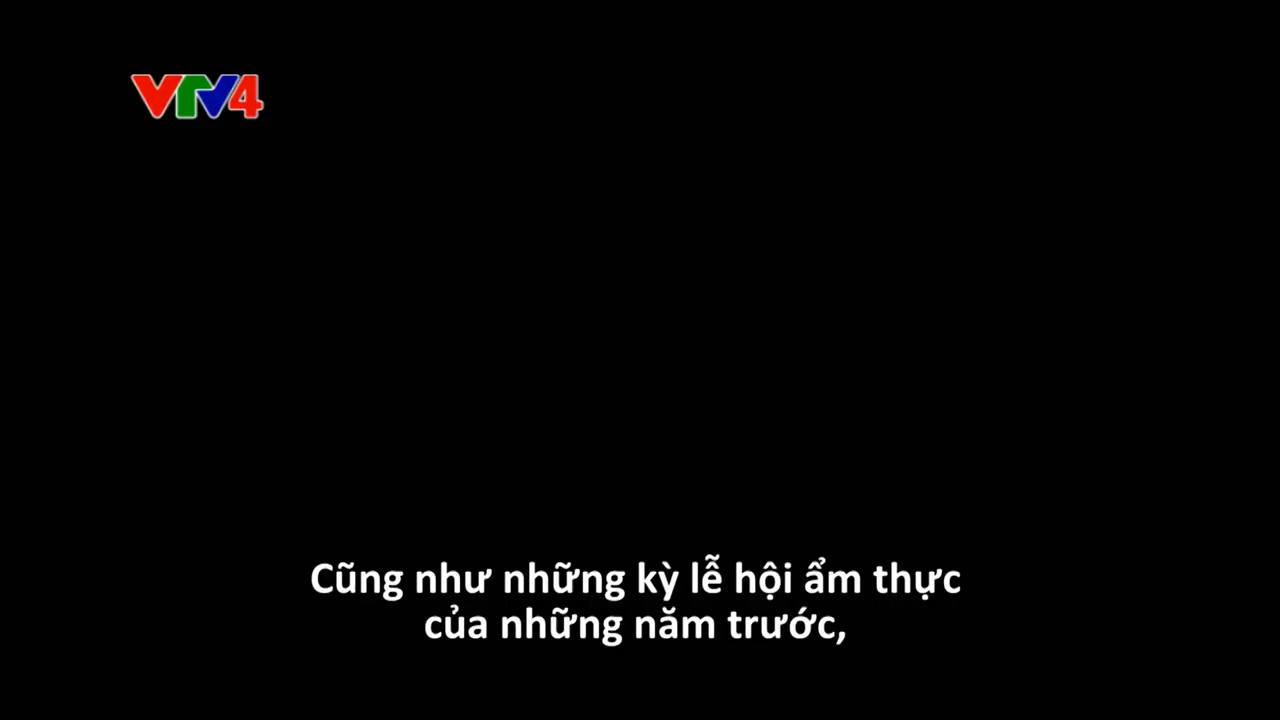 VTV4
Cũng như những kỳ lễ hội ẩm thực
của những năm trước,